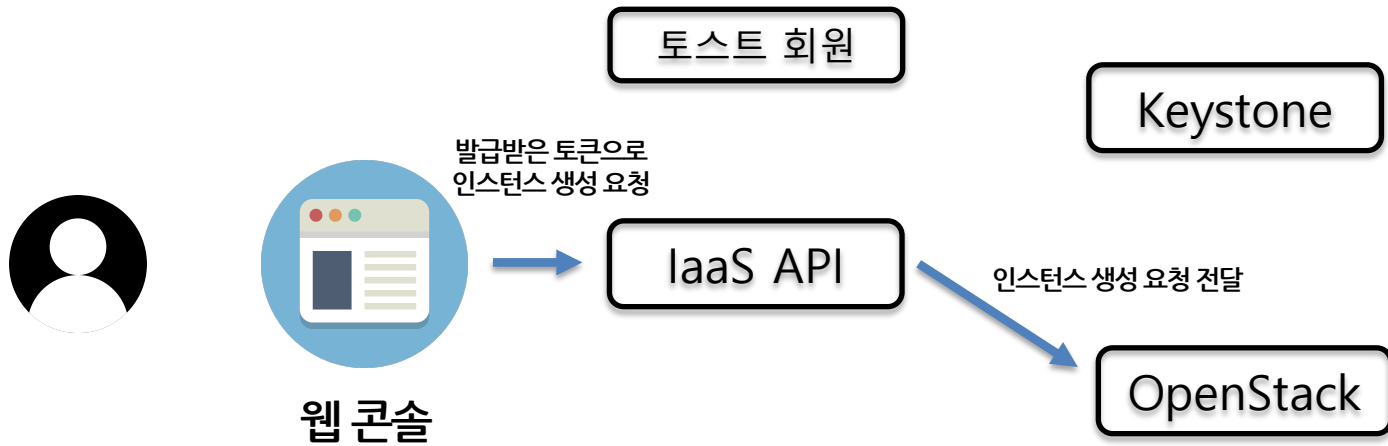 토스트 회원
Keystone
발급받은 토큰으로
인스턴스 생성 요청
IaaS API
인스턴스 생성 요청 전달
OpenStack
웹 콘솔